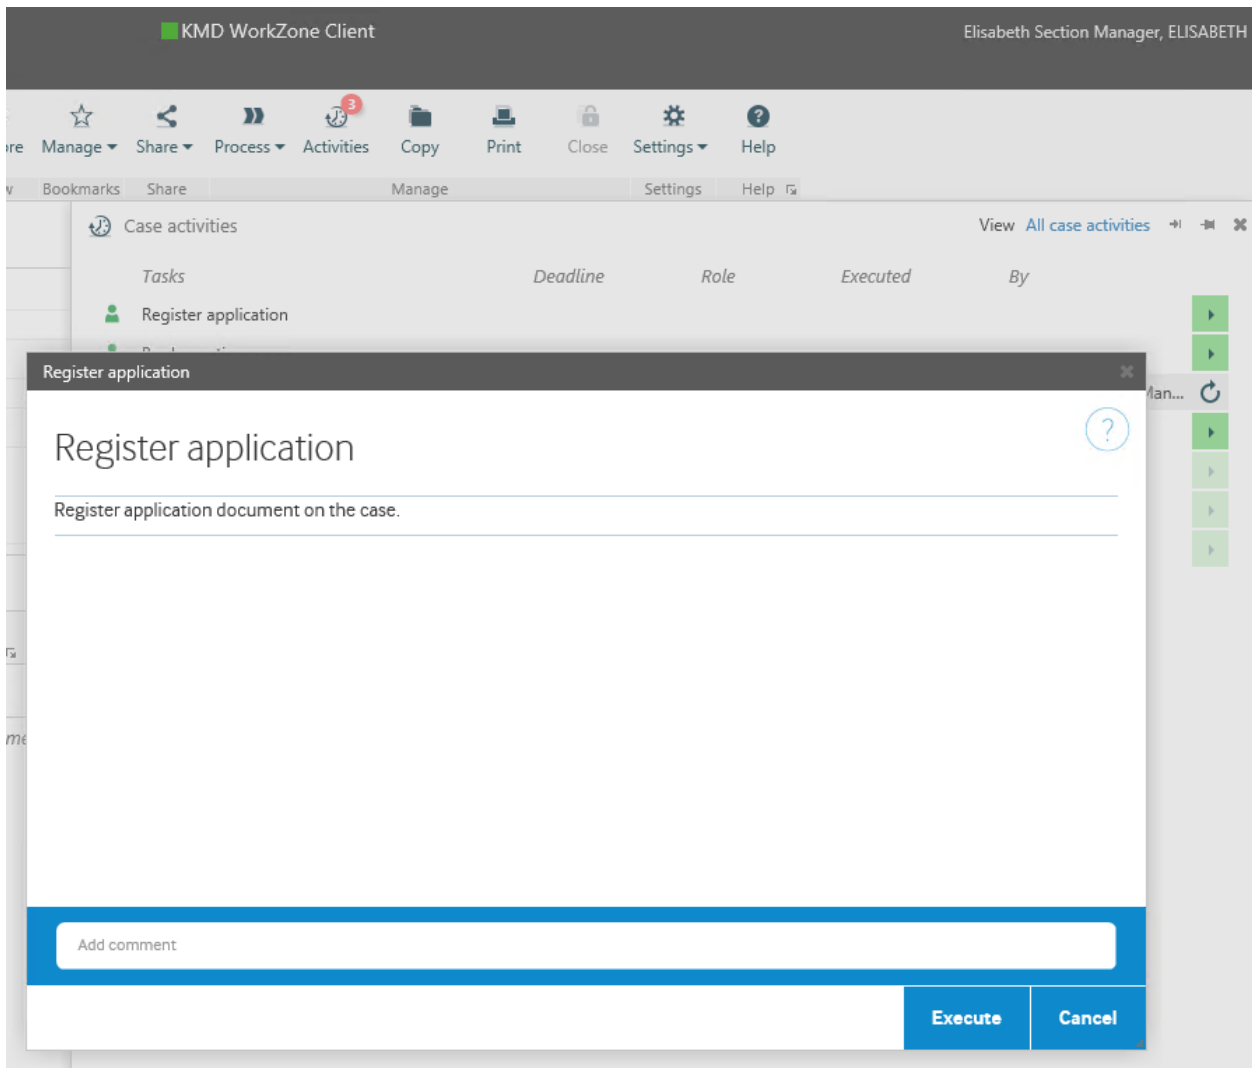 KMD WorkZone Client
Elisabeth Section Manager, ELISABETH
Manage Share Process Activities 3 Copy Print Close Settings Help
Bookmarks Share Manage Settings Help
Case activities View All case activities
Tasks Deadline Role Executed By
Register application
Register application
Man...
Register application
?
Register application document on the case.
Add comment
Execute Cancel